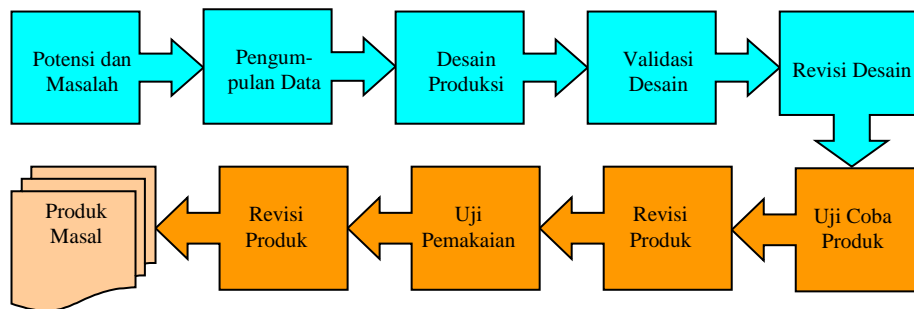 Potensi dan
Masalah
Pengum-
pulan Data
Desain
Produksi
Validasi
Desain
Revisi Desain
Uji Coba
Produk
Revisi
Produk
Uji
Pemakaian
Revisi
Produk
Produk
Masal